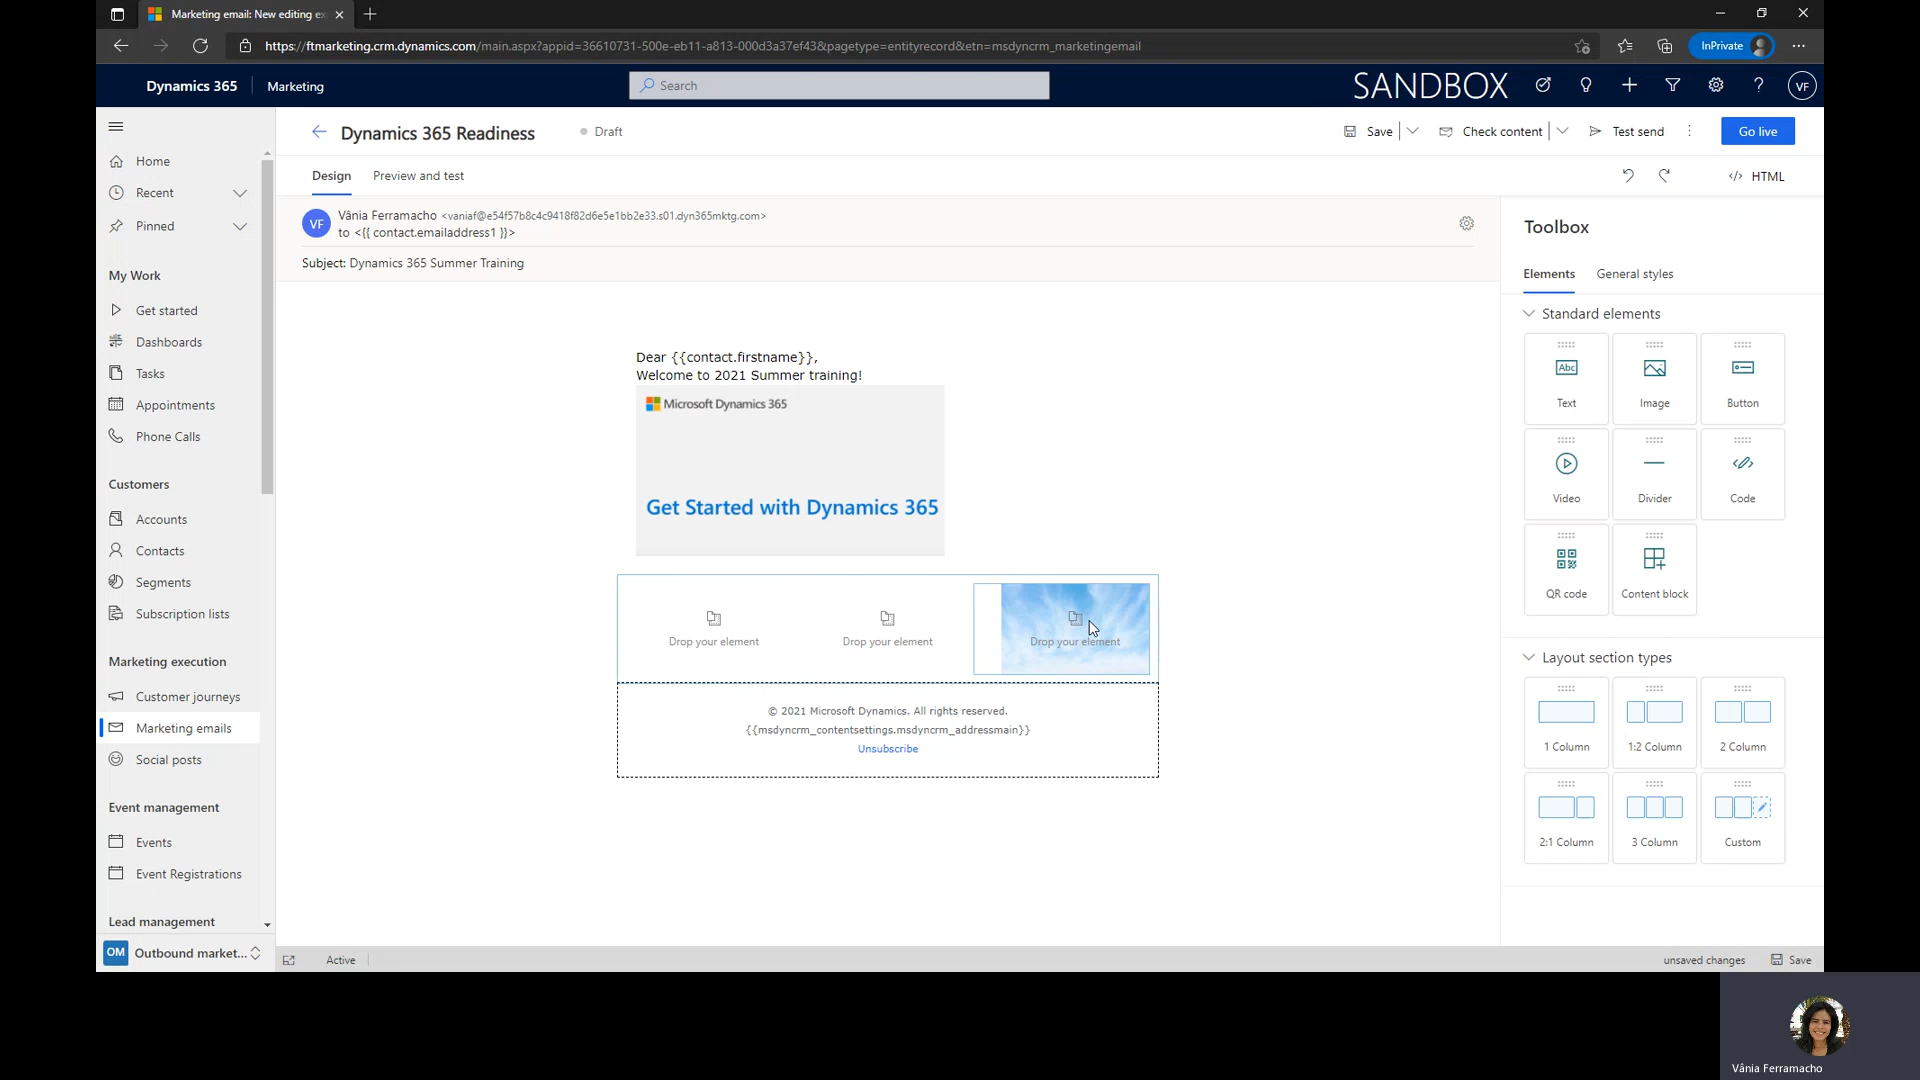 Marketing email: New editing ex
https://ftmarketing.crm.dynamics.com/main.aspx?appid=36610731-500e-eb11-a813-000d3a37ef43&pagetype=entityrecord&etn=msdyncrm_marketingemail
InPrivate
Dynamics 365
Marketing
Search
SANDBOX
VF
Dynamics 365 Readiness
Draft
Save
Check content
Test send
Go live
Design
Preview and test
HTML
Home
Recent
Pinned
My Work
Get started
Dashboards
Tasks
Appointments
Phone Calls
Customers
Accounts
Contacts
Segments
Subscription lists
Marketing execution
Customer journeys
Marketing emails
Social posts
Event management
Events
Event Registrations
Lead management
OM
Outbound market...
VF
Vânia Ferramacho <vaniaf@e54f57b8c4c9418f82d6e5e1bb2e33.s01.dyn365mktg.com>
to <{{ contact.emailaddress1 }}>
Subject: Dynamics 365 Summer Training
Dear {{contact.firstname}},
Welcome to 2021 Summer training!
Microsoft Dynamics 365
Get Started with Dynamics 365
Drop your element
Drop your element
Drop your element
© 2021 Microsoft Dynamics. All rights reserved.
{{msdyncrm_contentsettings.msdyncrm_addressmain}}
Unsubscribe
Toolbox
Elements
General styles
Standard elements
Abc
Text
Image
Button
Video
Divider
Code
QR code
Content block
Layout section types
1 Column
1:2 Column
2 Column
2:1 Column
3 Column
Custom
Active
unsaved changes
Save
Vânia Ferramacho